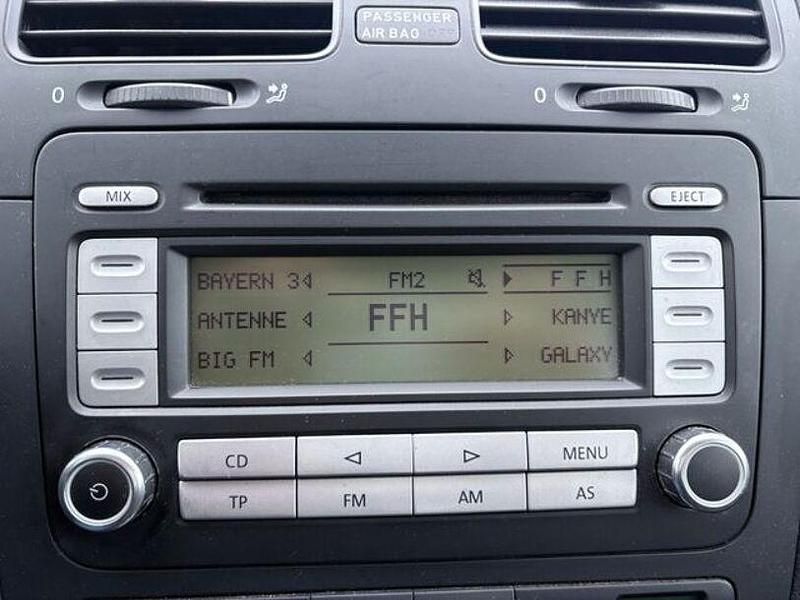 PASSENGER
AIR BAG OFF
0 0
MIX EJECT
BAYERN 3 FM2 F F H
ANTENNE FFH KANYE
BIG FM GALAXY
CD MENU
TP FM AM AS